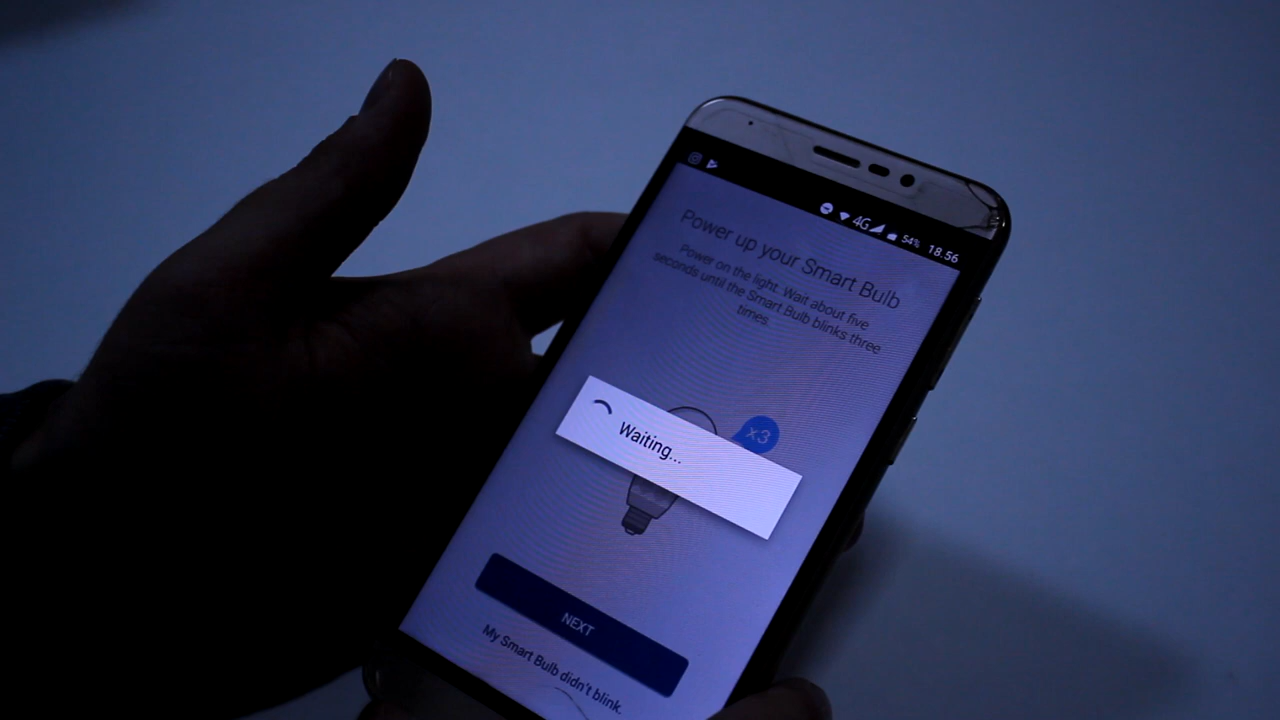 4G 54% 18.56
Power up your Smart Bulb
Power on the light. Wait about five
seconds until the Smart Bulb blinks three
times.
x3
Waiting...
NEXT
My Smart Bulb didn't blink.